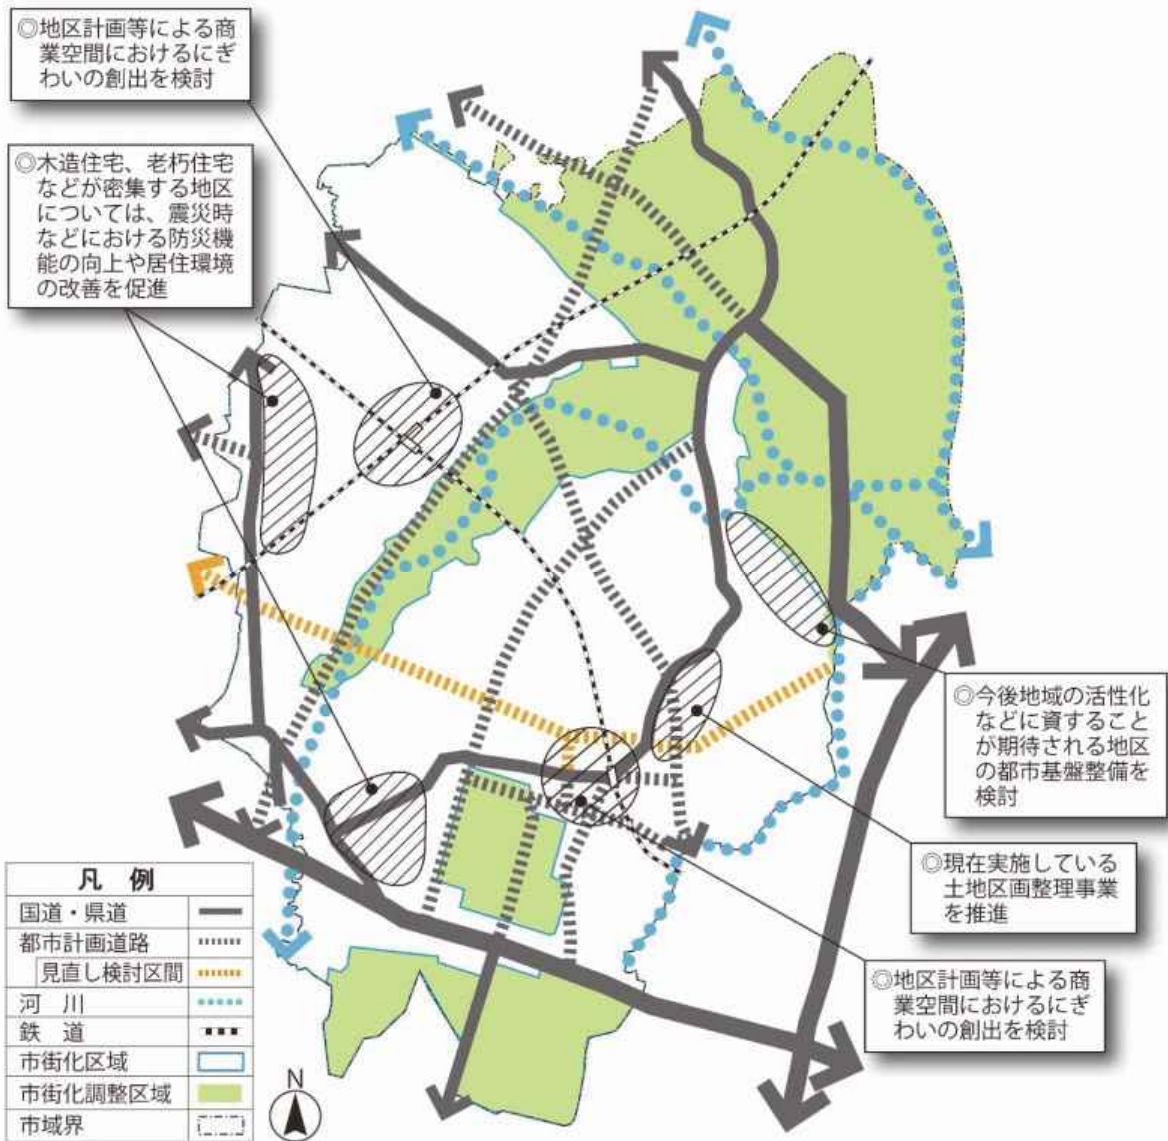 ◎地区計画等による商
業空間におけるにぎ
わいの創出を検討
◎木造住宅、老朽住宅
などが密集する地区
については、震災時
などにおける防災機
能の向上や居住環境
の改善を促進
◎今後地域の活性化
などに資すること
が期待される地区
の都市基盤整備を
検討
◎現在実施している
土地区画整理事業
を推進
◎地区計画等による商
業空間におけるにぎ
わいの創出を検討
凡 例
国道・県道
都市計画道路
見直し検討区間
河 川
鉄 道
市街化区域
市街化調整区域
市域界
N